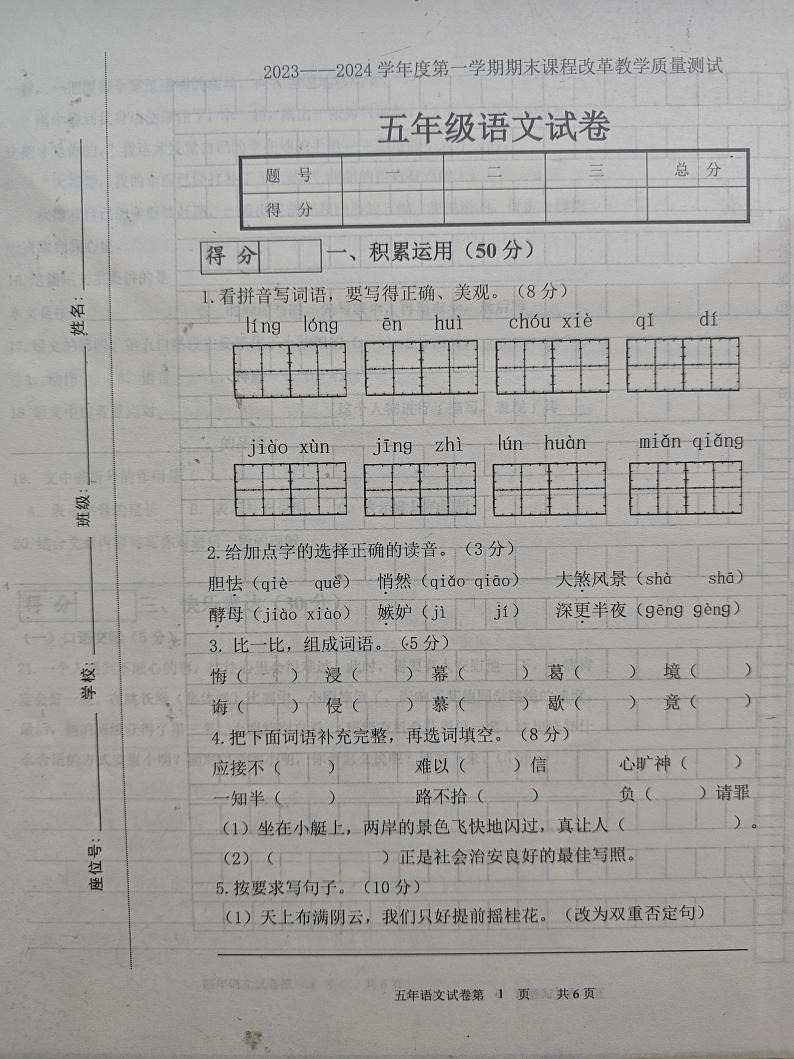 2023——2024学年度第一学期期末课程改革教学质量测试
五年级语文试卷
题 号 一 二 三 总 分
得 分
得 分 一、积累运用（50分）
1.看拼音写词语，要写得正确、美观。（8分）
líng lóng ēn huì chóu xiè qǐ dí
jiào xùn jīng zhì lún huàn miǎn qiǎng
2.给加点字的选择正确的读音。（3分）
胆怯（qiè quē） 悄然（qiǎo qiāo） 大煞风景（shà shā）
酵母（jiào xiào） 嫉妒（jì jí） 深更半夜（gēng gèng）
3. 比一比，组成词语。（5分）
悔（ ） 浸（ ） 幕（ ） 葛（ ） 境（ ）
诲（ ） 侵（ ） 慕（ ） 歇（ ） 竟（ ）
4.把下面词语补充完整，再选词填空。（8分）
应接不（ ） 难以（ ）信 心旷神（ ）
一知半（ ） 路不拾（ ） 负（ ）请罪
（1）坐在小艇上，两岸的景色飞快地闪过，真让人（ ）。
（2）（ ）正是社会治安良好的最佳写照。
5.按要求写句子。（10分）
（1）天上布满阴云，我们只好提前摇桂花。（改为双重否定句）
五年语文试卷第 1 页 共6页
姓名:
班级:
学校:
座位号: